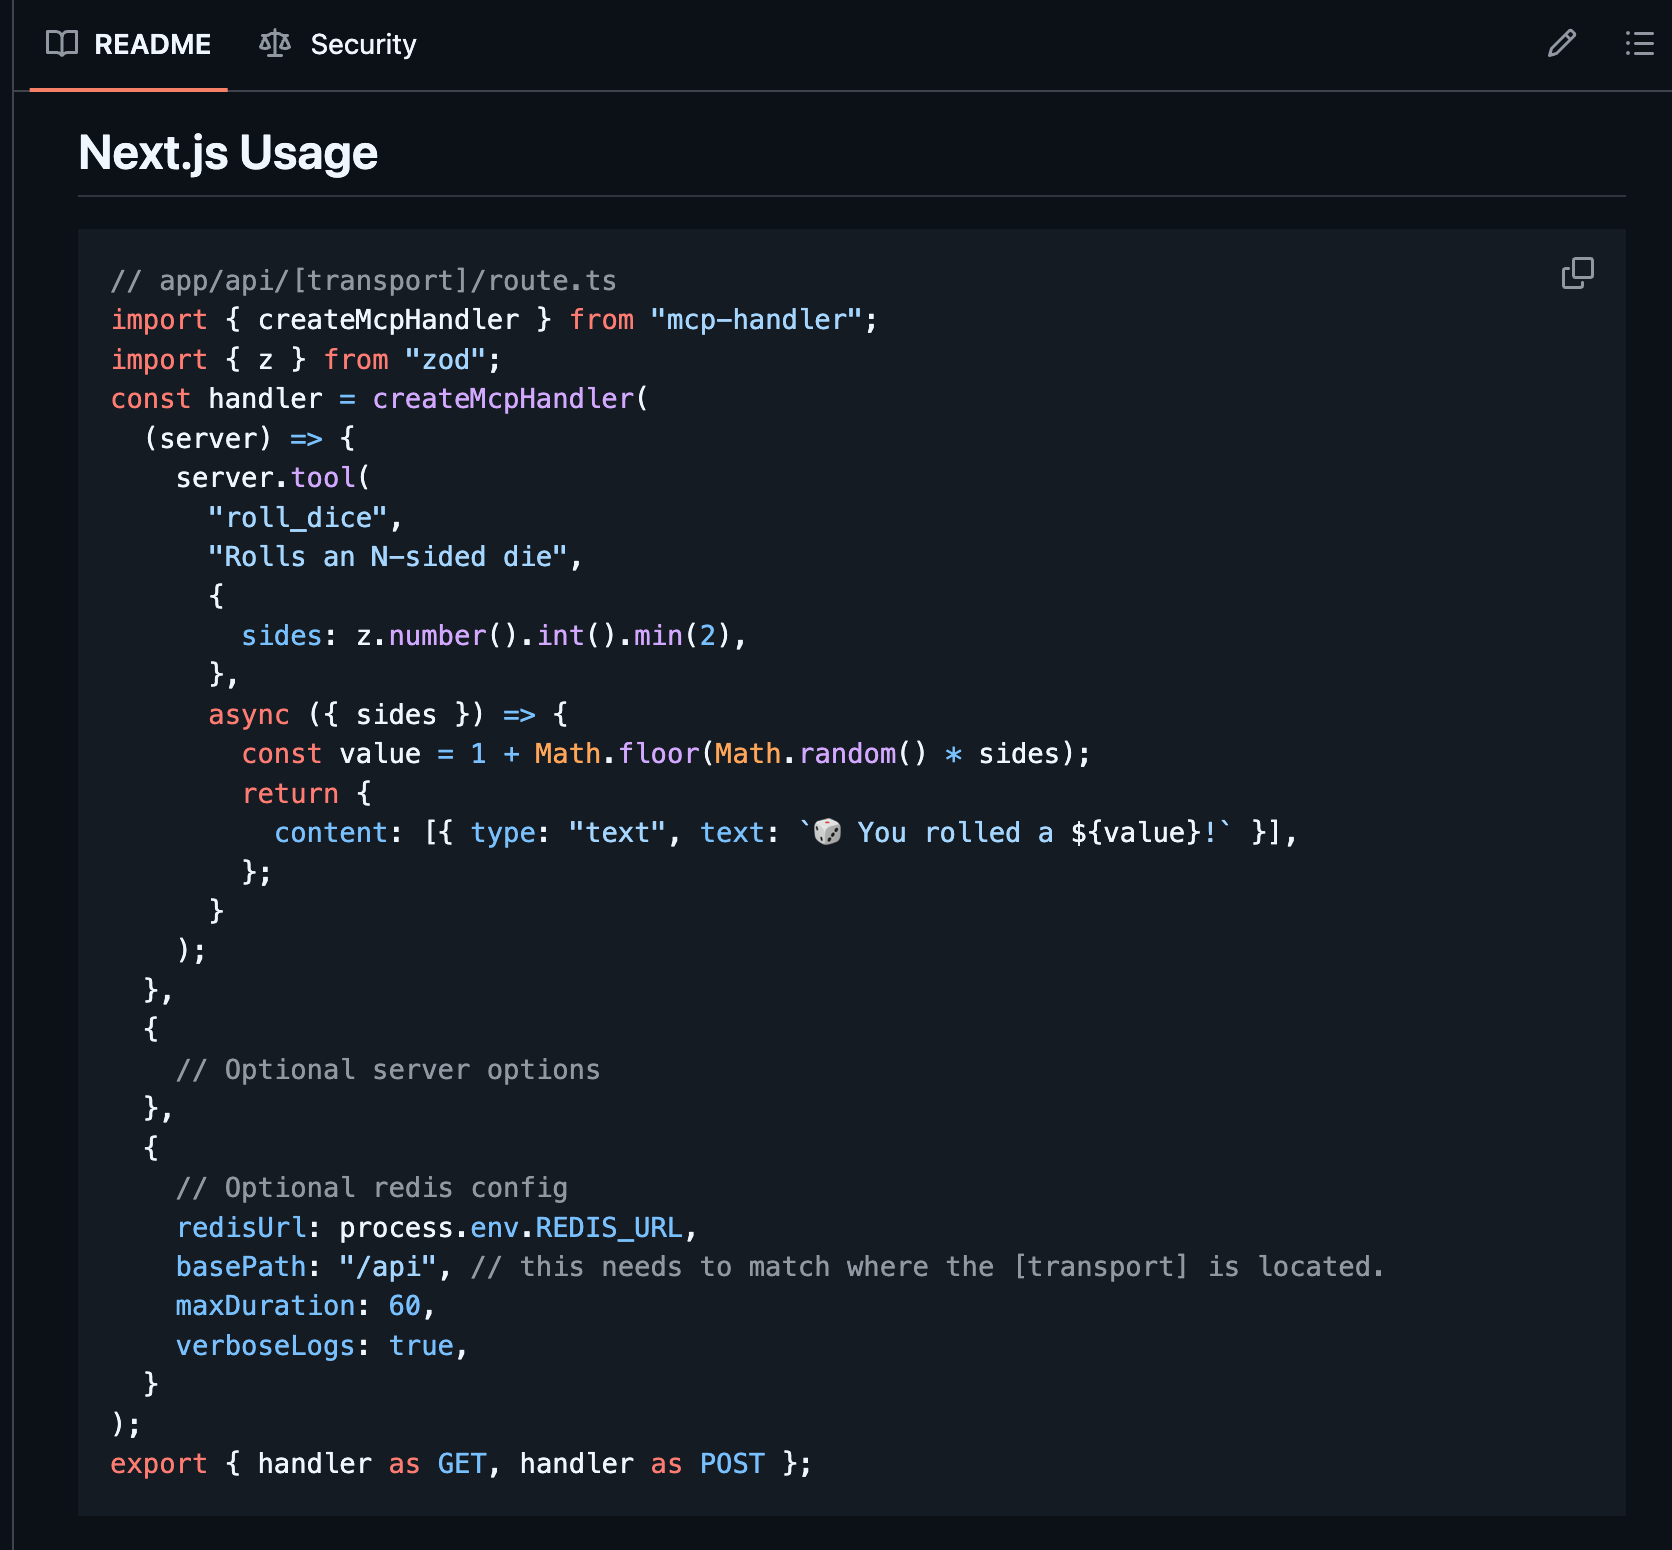 README
Security
Next.js Usage
// app/api/[transport]/route.ts
import { createMcpHandler } from "mcp-handler";
import { z } from "zod";
const handler = createMcpHandler(
  (server) => {
    server.tool(
      "roll_dice",
      "Rolls an N-sided die",
      {
        sides: z.number().int().min(2),
      },
      async ({ sides }) => {
        const value = 1 + Math.floor(Math.random() * sides);
        return {
          content: [{ type: "text", text: `🎲 You rolled a ${value}!` }],
        };
      }
    );
  },
  {
    // Optional server options
  },
  {
    // Optional redis config
    redisUrl: process.env.REDIS_URL,
    basePath: "/api", // this needs to match where the [transport] is located.
    maxDuration: 60,
    verboseLogs: true,
  }
);
export { handler as GET, handler as POST };